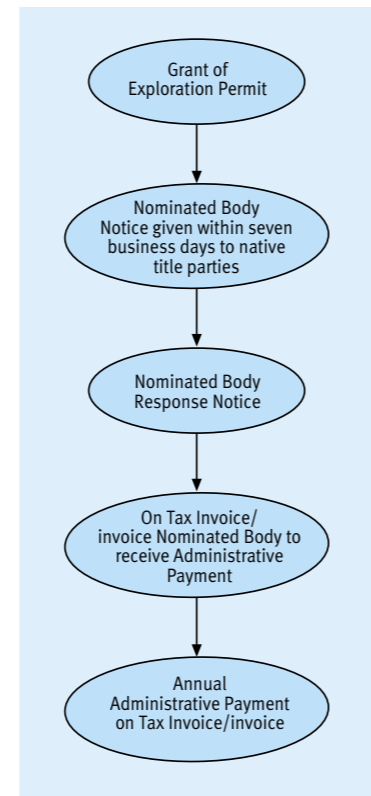 Grant of
Exploration Permit
Nominated Body
Notice given within seven
business days to native
title parties
Nominated Body
Response Notice
On Tax Invoice/
invoice Nominated Body to
receive Administrative
Payment
Annual
Administrative Payment
on Tax Invoice/invoice